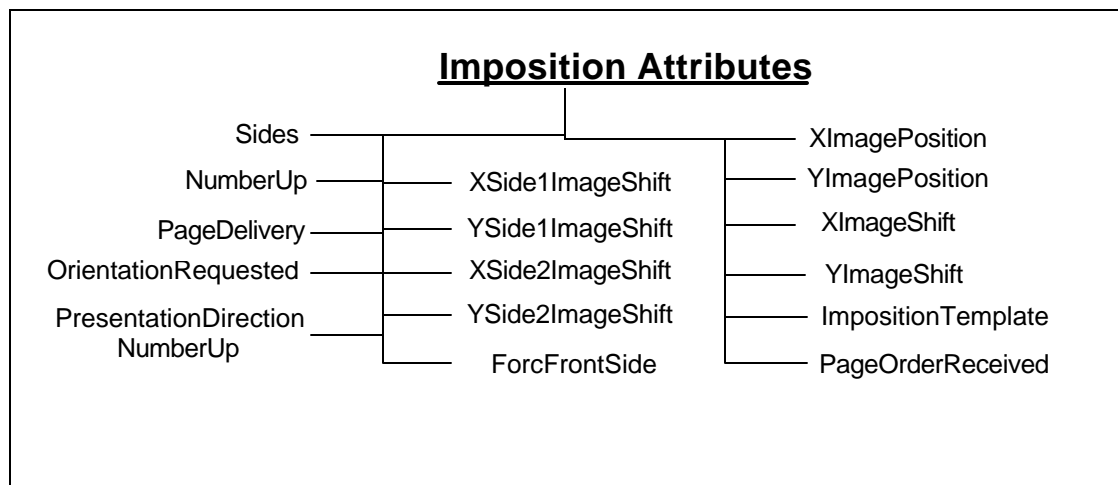 Imposition Attributes
Sides
NumberUp
PageDelivery
OrientationRequested
PresentationDirection
NumberUp
XSide1ImageShift
YSide1ImageShift
XSide2ImageShift
YSide2ImageShift
ForcFrontSide
XImagePosition
YImagePosition
XImageShift
YImageShift
ImpositionTemplate
PageOrderReceived